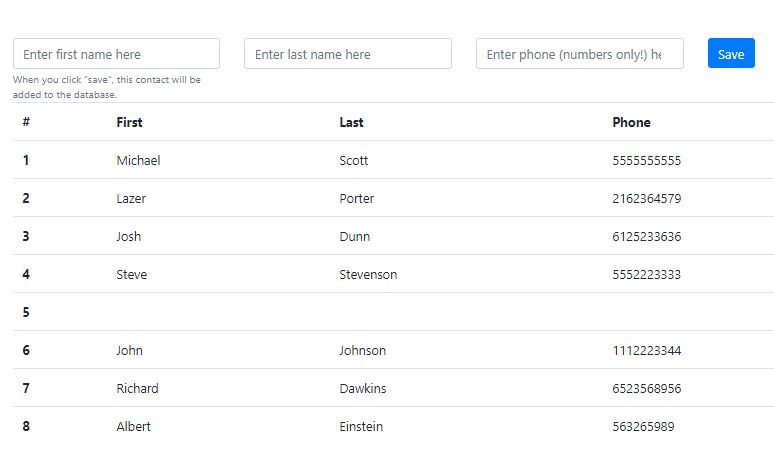 Enter first name here Enter last name here Enter phone (numbers only!) he Save
When you click "save", this contact will be
added to the database.
# First Last Phone
1 Michael Scott 5555555555
2 Lazer Porter 2162364579
3 Josh Dunn 6125233636
4 Steve Stevenson 5552223333
5
6 John Johnson 1112223344
7 Richard Dawkins 6523568956
8 Albert Einstein 563265989